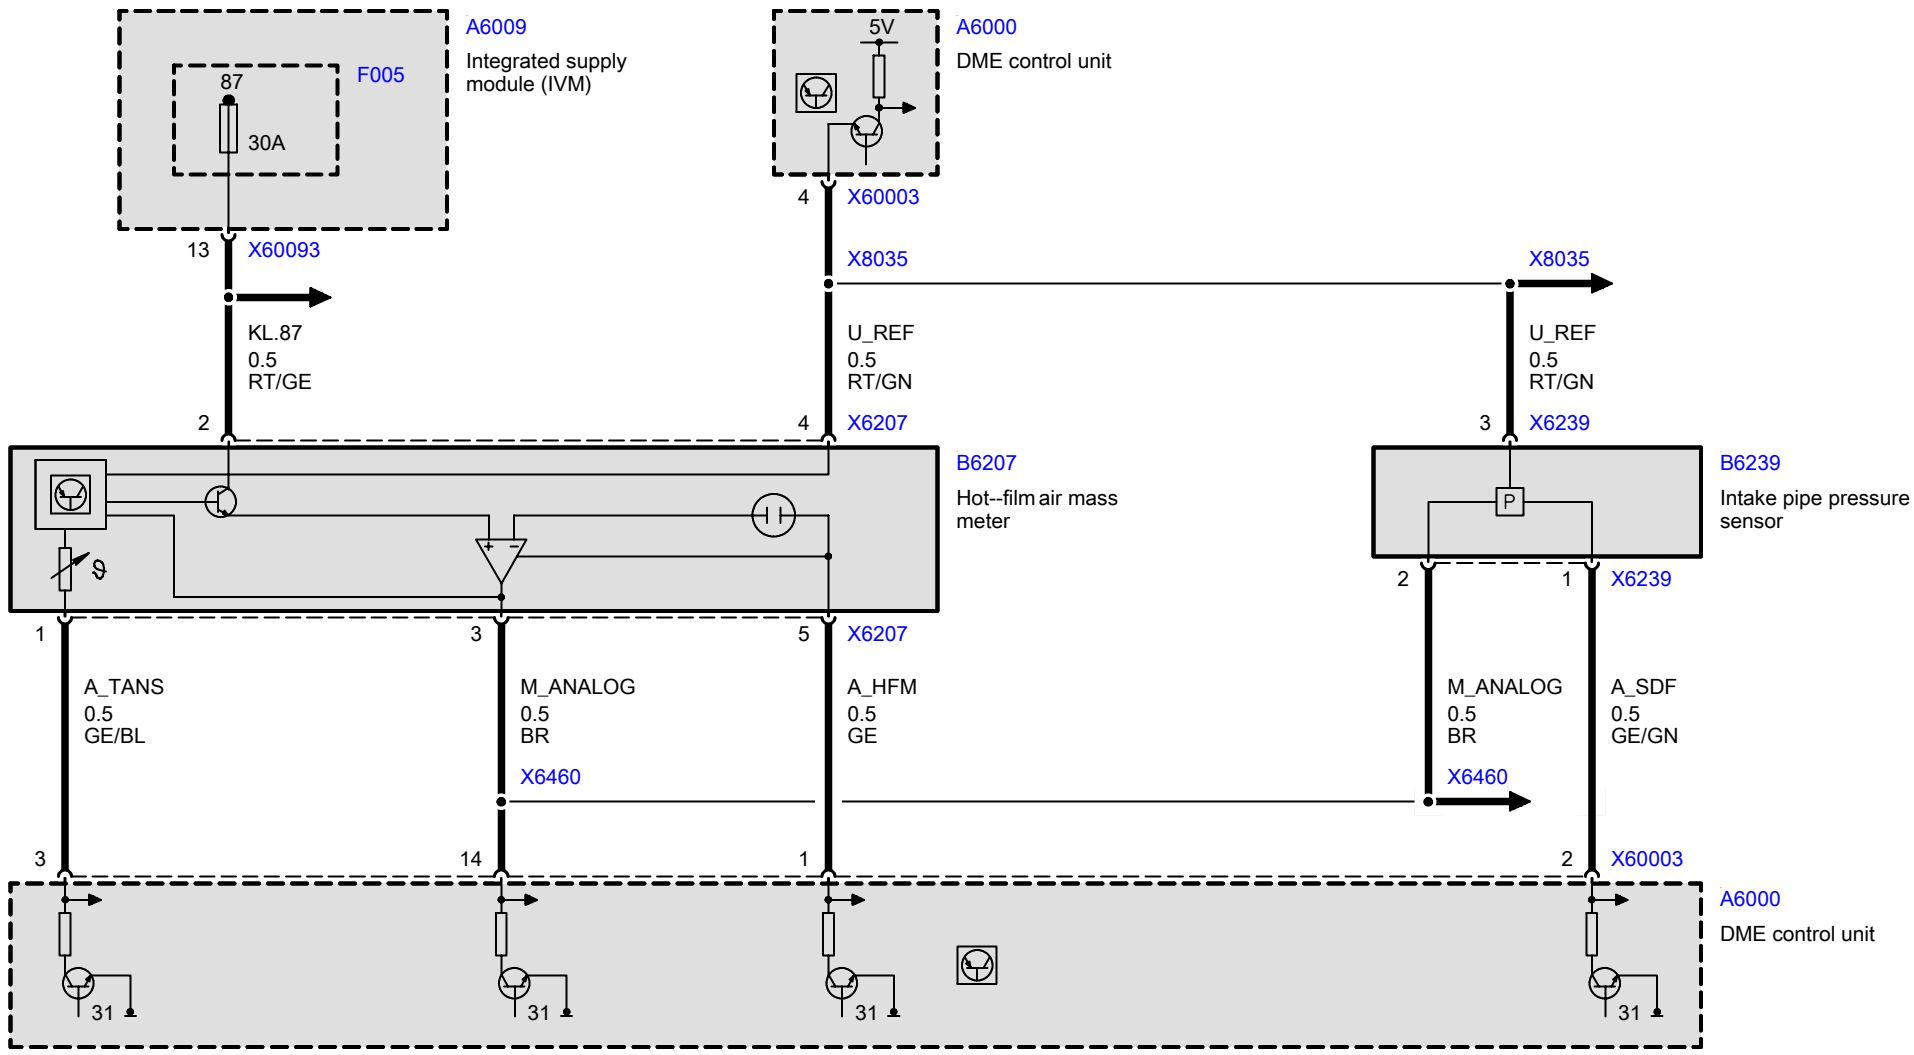 A6009
Integrated supply
module (IVM)
F005
87
30A
5V
A6000
DME control unit
13 X60093
4 X60003
X8035
X8035
KL.87
0.5
RT/GE
U_REF
0.5
RT/GN
U_REF
0.5
RT/GN
2
4 X6207
3 X6239
B6207
Hot--film air mass
meter
+ -
ϑ
B6239
Intake pipe pressure
sensor
P
1
3
5 X6207
2
1 X6239
A_TANS
0.5
GE/BL
M_ANALOG
0.5
BR
A_HFM
0.5
GE
M_ANALOG
0.5
BR
A_SDF
0.5
GE/GN
X6460
X6460
3
14
1
2 X60003
A6000
DME control unit
31
31
31
31